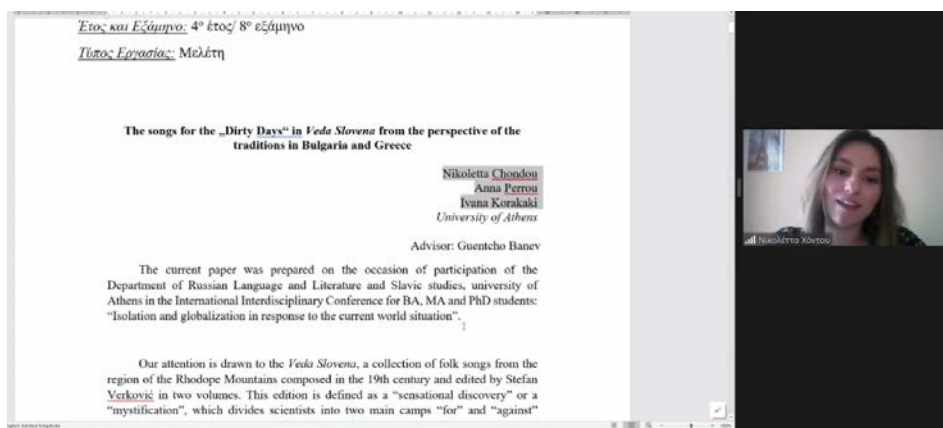 Έτος και Εξάμηνο: 4º έτος/ 8º εξάμηνο
Τύπος Εργασίας: Μελέτη
The songs for the „Dirty Days“ in Veda Slovena from the perspective of the
traditions in Bulgaria and Greece
Nikoletta Chondou
Anna Perrou
Ivana Korakaki
University of Athens
Advisor: Guentcho Banev
The current paper was prepared on the occasion of participation of the
Department of Russian Language and Literature and Slavic studies, university of
Athens in the International Interdisciplinary Conference for BA, MA and PhD students:
“Isolation and globalization in response to the current world situation”.
Our attention is drawn to the Veda Slovena, a collection of folk songs from the
region of the Rhodope Mountains composed in the 19th century and edited by Stefan
Verković in two volumes. This edition is defined as a “sensational discovery” or a
“mystification”, which divides scientists into two main camps “for” and “against”
Νικολέττα Χόντου